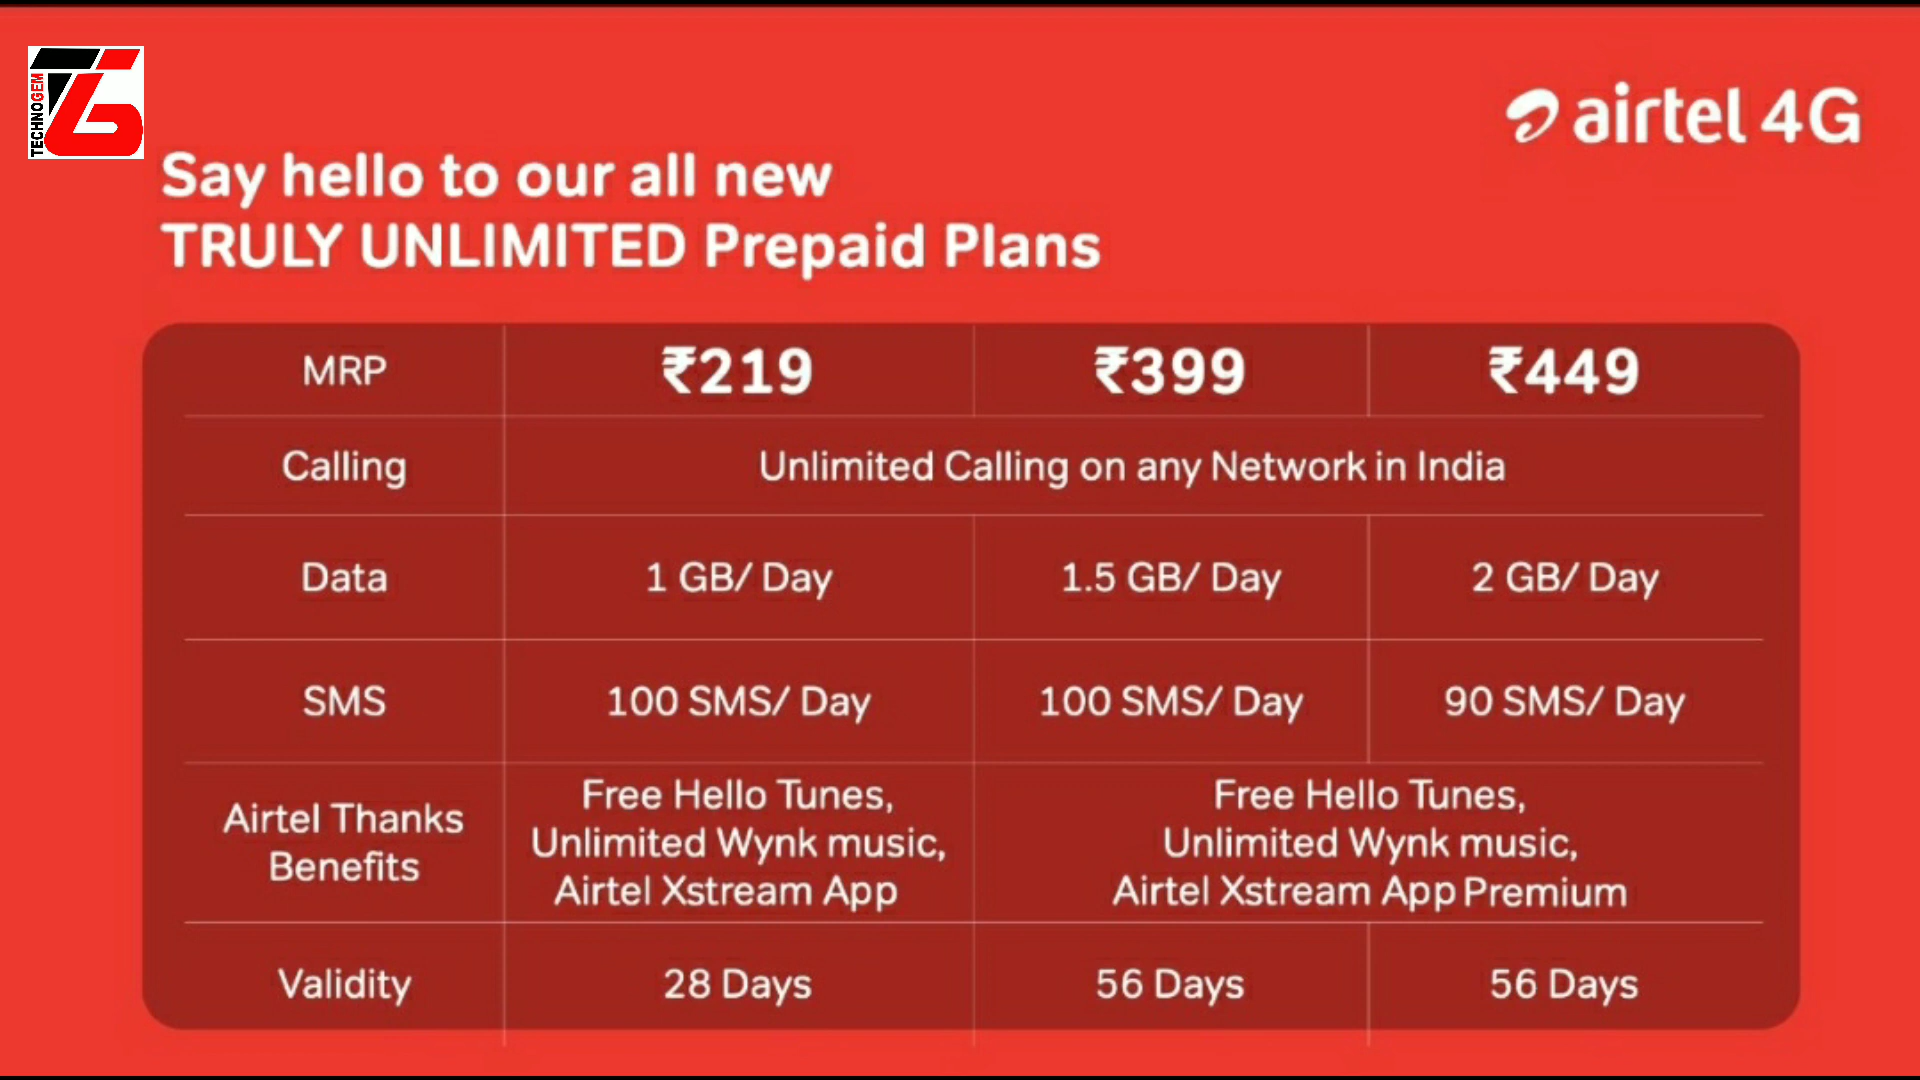 TECHNOGEM
airtel 4G
Say hello to our all new
TRULY UNLIMITED Prepaid Plans
MRP ₹219 ₹399 ₹449
Calling Unlimited Calling on any Network in India
Data 1 GB/ Day 1.5 GB/ Day 2 GB/ Day
SMS 100 SMS/ Day 100 SMS/ Day 90 SMS/ Day
Airtel Thanks
Benefits
Free Hello Tunes,
Unlimited Wynk music,
Airtel Xstream App
Free Hello Tunes,
Unlimited Wynk music,
Airtel Xstream App Premium
Validity 28 Days 56 Days 56 Days